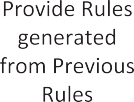 Provide Rules
generated
from Previous
Rules